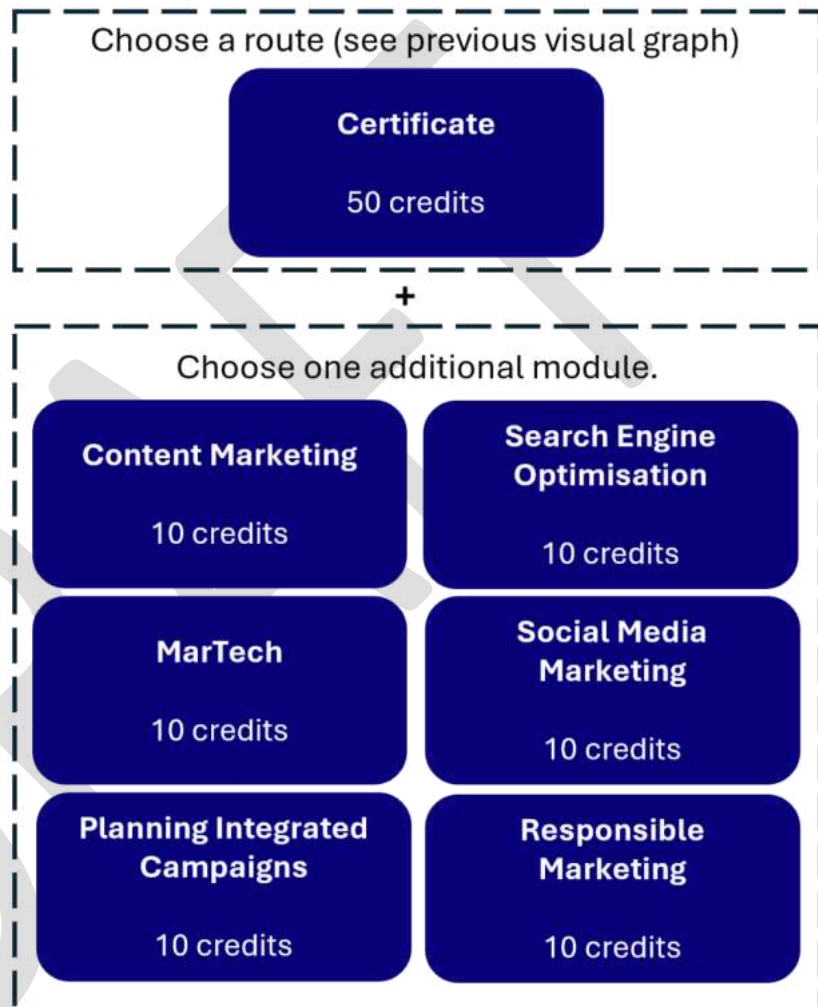 Choose a route (see previous visual graph)
Certificate
50 credits
+
Choose one additional module.
Content Marketing
10 credits
Search Engine
Optimisation
10 credits
MarTech
10 credits
Social Media
Marketing
10 credits
Planning Integrated
Campaigns
10 credits
Responsible
Marketing
10 credits